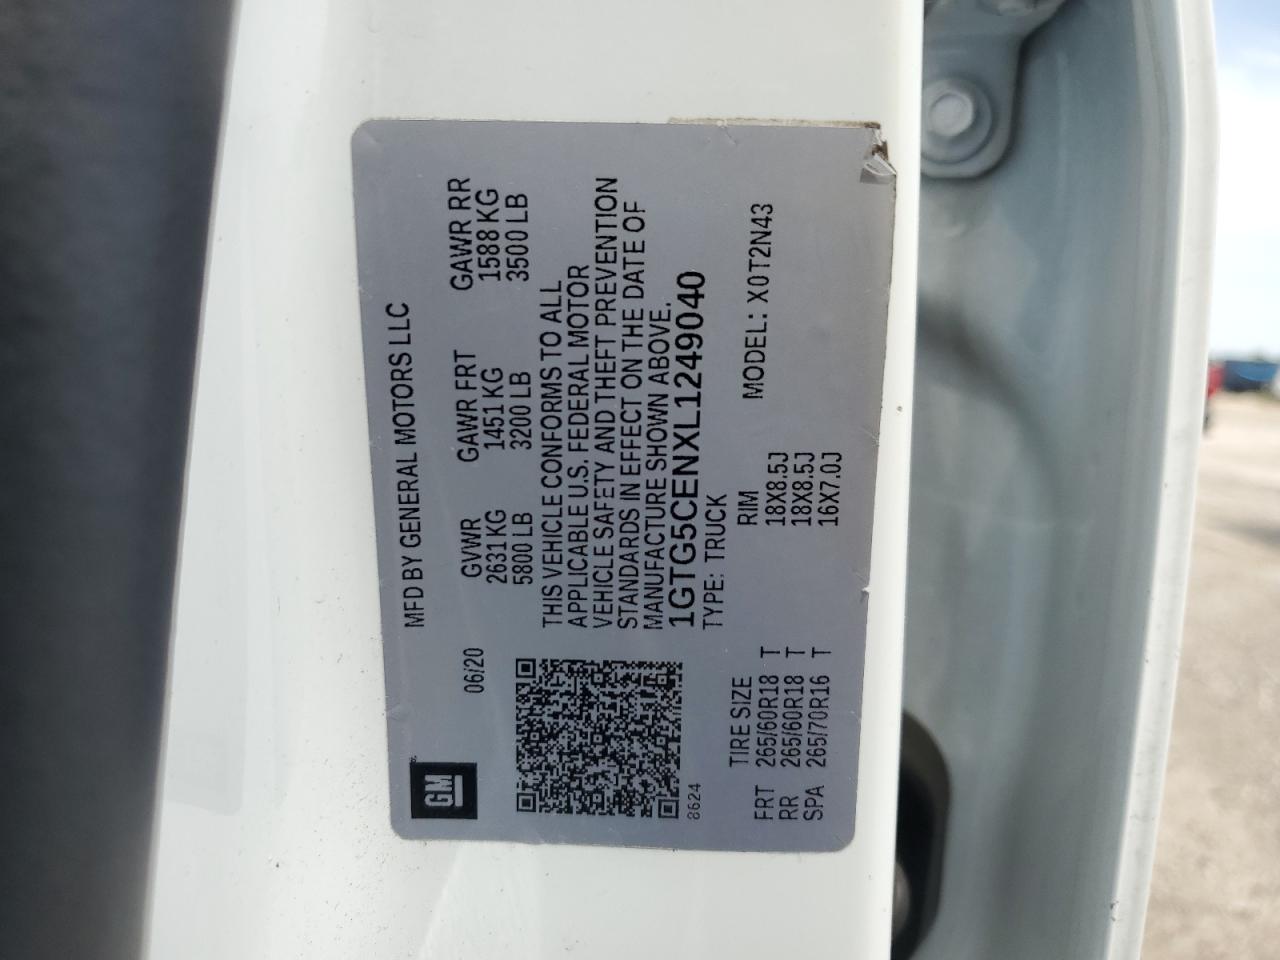 GM
MFD BY GENERAL MOTORS LLC
06/20
GVWR GAWR FRT GAWR RR
2631 KG 1451 KG 1588 KG
5800 LB 3200 LB 3500 LB
THIS VEHICLE CONFORMS TO ALL
APPLICABLE U.S. FEDERAL MOTOR
VEHICLE SAFETY AND THEFT PREVENTION
STANDARDS IN EFFECT ON THE DATE OF
MANUFACTURE SHOWN ABOVE.
1GTG5CENXL1249040
8624 TYPE: TRUCK
TIRE SIZE RIM MODEL: X0T2N43
FRT 265/60R18 T 18X8.5J
RR 265/60R18 T 18X8.5J
SPA 265/70R16 T 16X7.0J